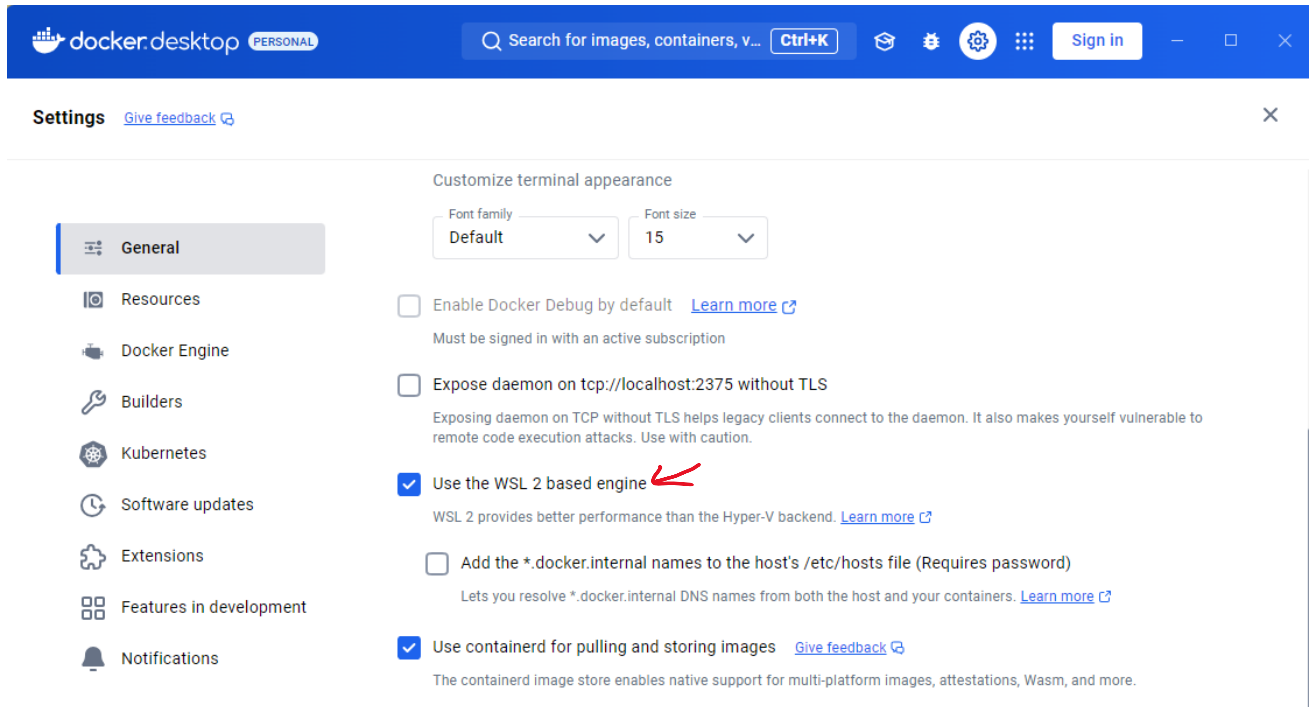 docker.desktop PERSONAL Search for images, containers, v... Ctrl+K Sign in
Settings Give feedback
Customize terminal appearance
Font family Font size
Default 15
General
Resources
Docker Engine
Builders
Kubernetes
Software updates
Extensions
Features in development
Notifications
Enable Docker Debug by default Learn more
Must be signed in with an active subscription
Expose daemon on tcp://localhost:2375 without TLS
Exposing daemon on TCP without TLS helps legacy clients connect to the daemon. It also makes yourself vulnerable to
remote code execution attacks. Use with caution.
Use the WSL 2 based engine
WSL 2 provides better performance than the Hyper-V backend. Learn more
Add the *.docker.internal names to the host's /etc/hosts file (Requires password)
Lets you resolve *.docker.internal DNS names from both the host and your containers. Learn more
Use containerd for pulling and storing images Give feedback
The containerd image store enables native support for multi-platform images, attestations, Wasm, and more.